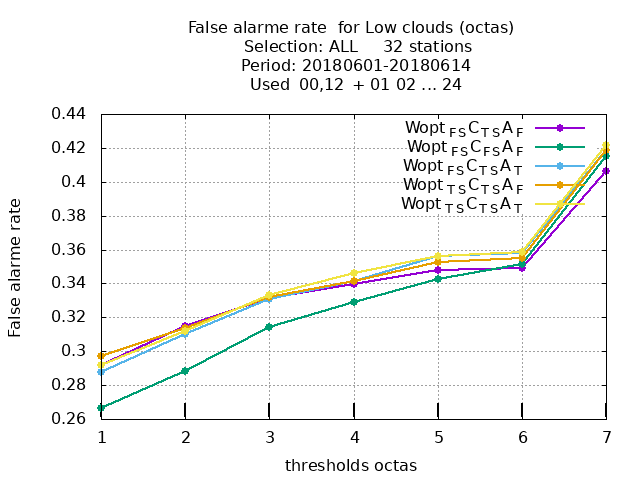 False alarme rate  for Low clouds (octas)
Selection: ALL     32 stations
Period: 20180601-20180614
Used  00,12  + 01 02 ... 24
Wopt FS C TS A F
Wopt FS C FS A F
Wopt FS C TS A T
Wopt TS C TS A F
Wopt TS C TS A T
False alarme rate
0.44
0.42
0.4
0.38
0.36
0.34
0.32
0.3
0.28
0.26
1 2 3 4 5 6 7
thresholds octas